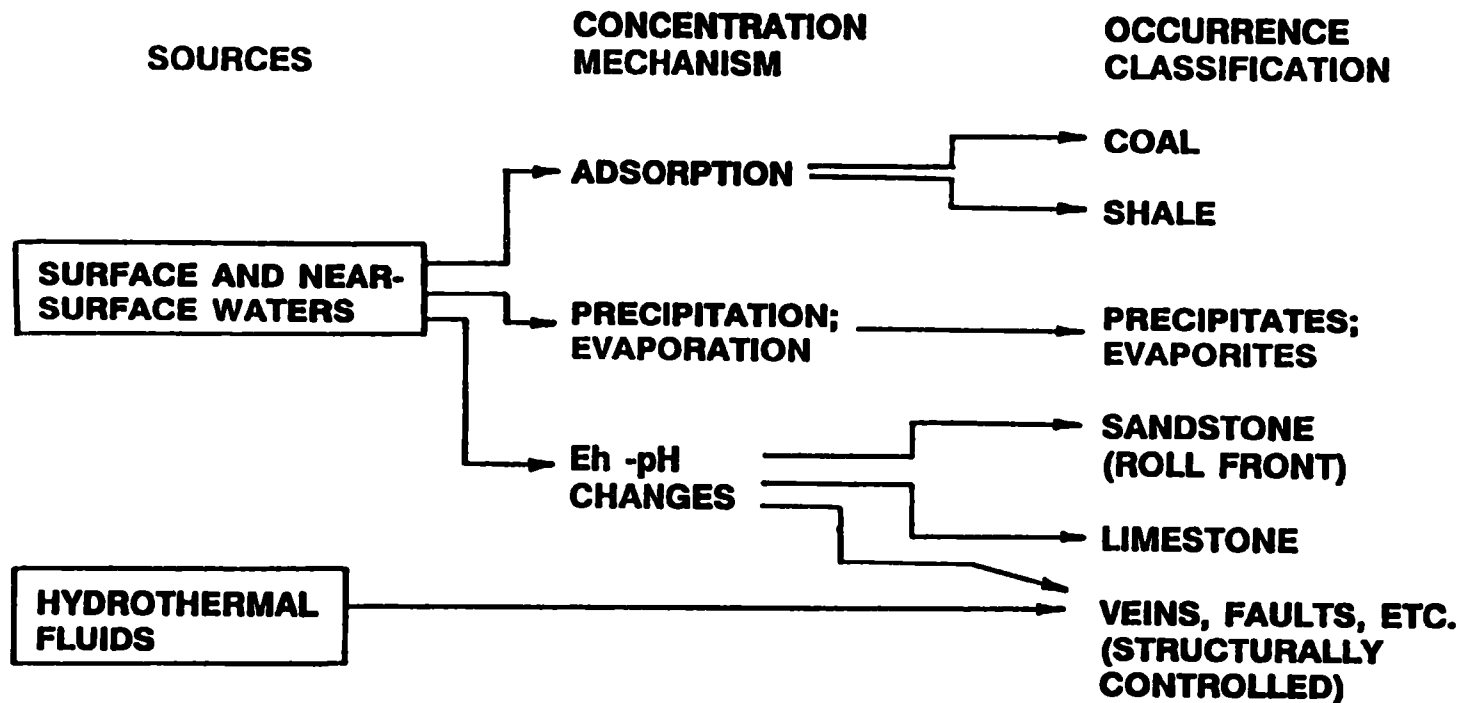 SOURCES
CONCENTRATION
MECHANISM
OCCURRENCE
CLASSIFICATION
SURFACE AND NEAR-
SURFACE WATERS
HYDROTHERMAL
FLUIDS
ADSORPTION
PRECIPITATION;
EVAPORATION
Eh -pH
CHANGES
COAL
SHALE
PRECIPITATES;
EVAPORITES
SANDSTONE
(ROLL FRONT)
LIMESTONE
VEINS, FAULTS, ETC.
(STRUCTURALLY
CONTROLLED)